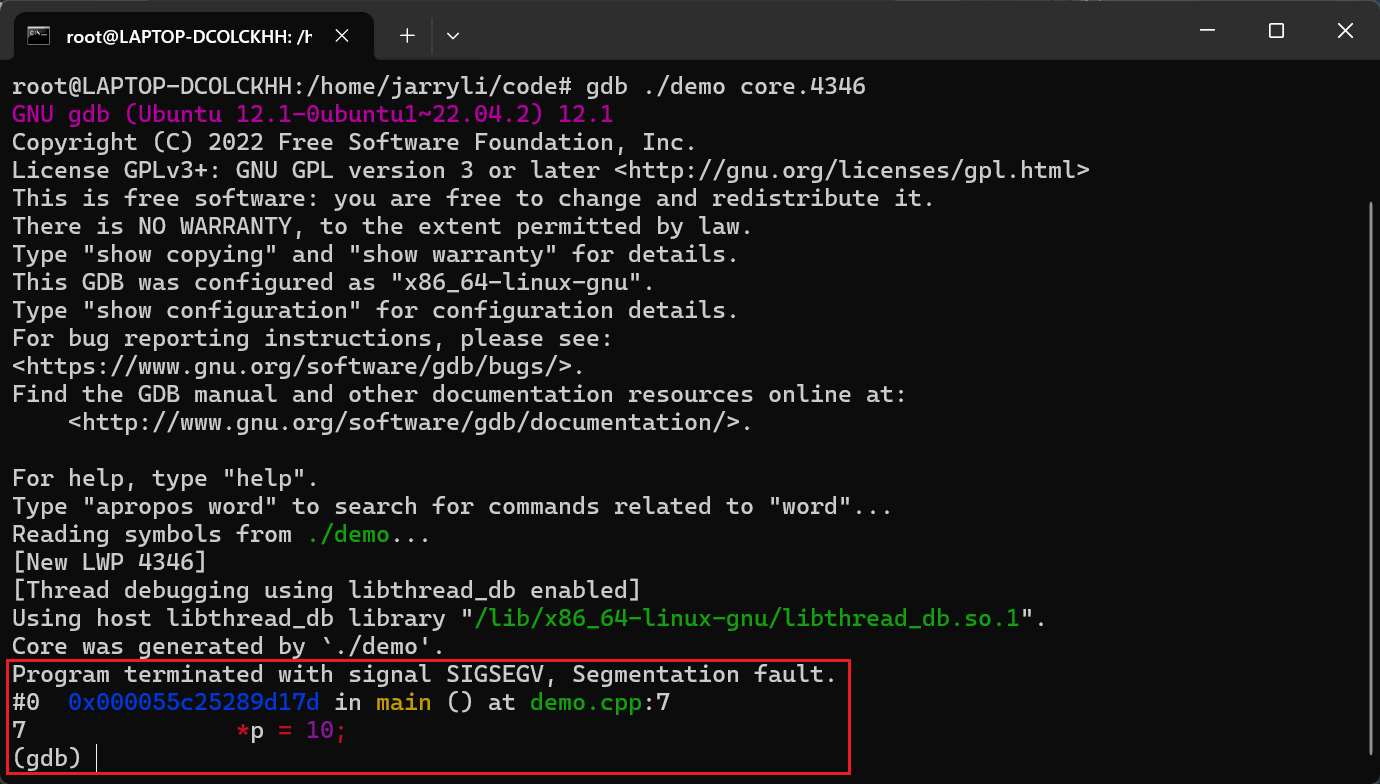 root@LAPTOP-DCOLCKHH: /h
root@LAPTOP-DCOLCKHH:/home/jarryli/code# gdb ./demo core.4346
GNU gdb (Ubuntu 12.1-0ubuntu1~22.04.2) 12.1
Copyright (C) 2022 Free Software Foundation, Inc.
License GPLv3+: GNU GPL version 3 or later <http://gnu.org/licenses/gpl.html>
This is free software: you are free to change and redistribute it.
There is NO WARRANTY, to the extent permitted by law.
Type "show copying" and "show warranty" for details.
This GDB was configured as "x86_64-linux-gnu".
Type "show configuration" for configuration details.
For bug reporting instructions, please see:
<https://www.gnu.org/software/gdb/bugs/>.
Find the GDB manual and other documentation resources online at:
    <http://www.gnu.org/software/gdb/documentation/>.

For help, type "help".
Type "apropos word" to search for commands related to "word"...
Reading symbols from ./demo...
[New LWP 4346]
[Thread debugging using libthread_db enabled]
Using host libthread_db library "/lib/x86_64-linux-gnu/libthread_db.so.1".
Core was generated by `./demo'.
Program terminated with signal SIGSEGV, Segmentation fault.
#0  0x000055c25289d17d in main () at demo.cpp:7
7               *p = 10;
(gdb)